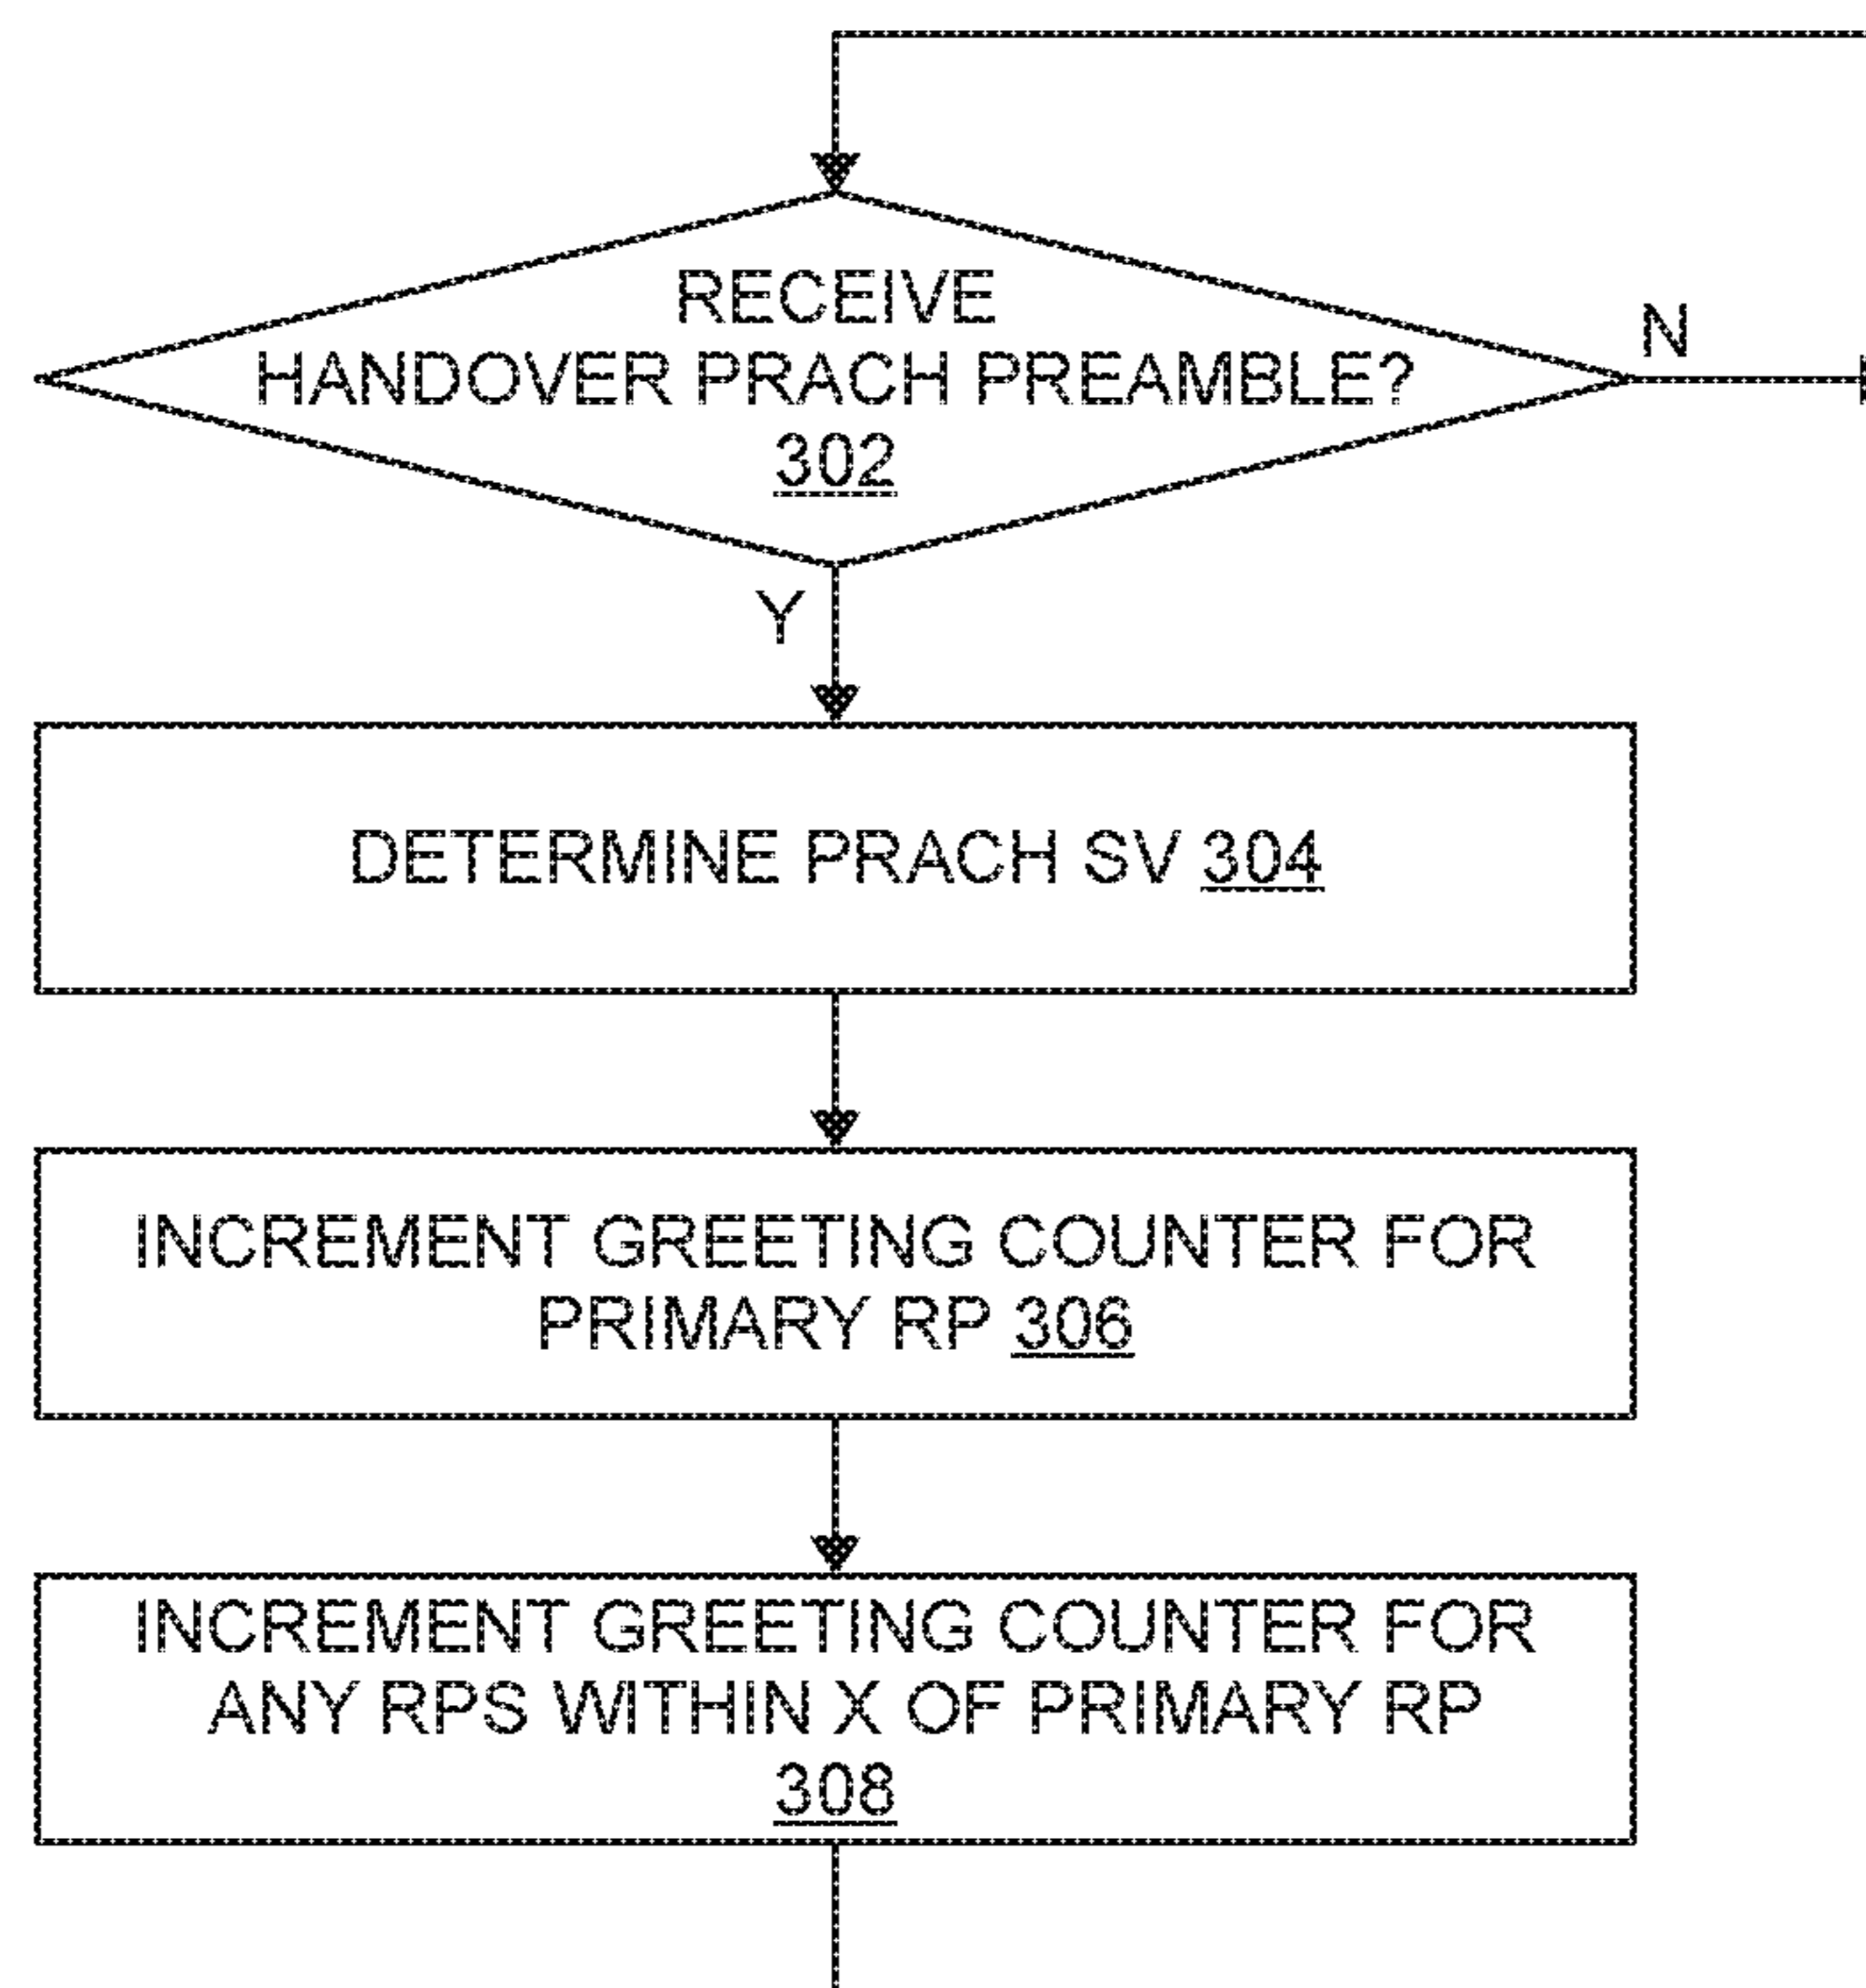 RECEIVE
HANDOVER PRACH PREAMBLE?
302
N
Y
DETERMINE PRACH SV 304
INCREMENT GREETING COUNTER FOR
PRIMARY RP 306
INCREMENT GREETING COUNTER FOR
ANY RPS WITHIN X OF PRIMARY RP
308